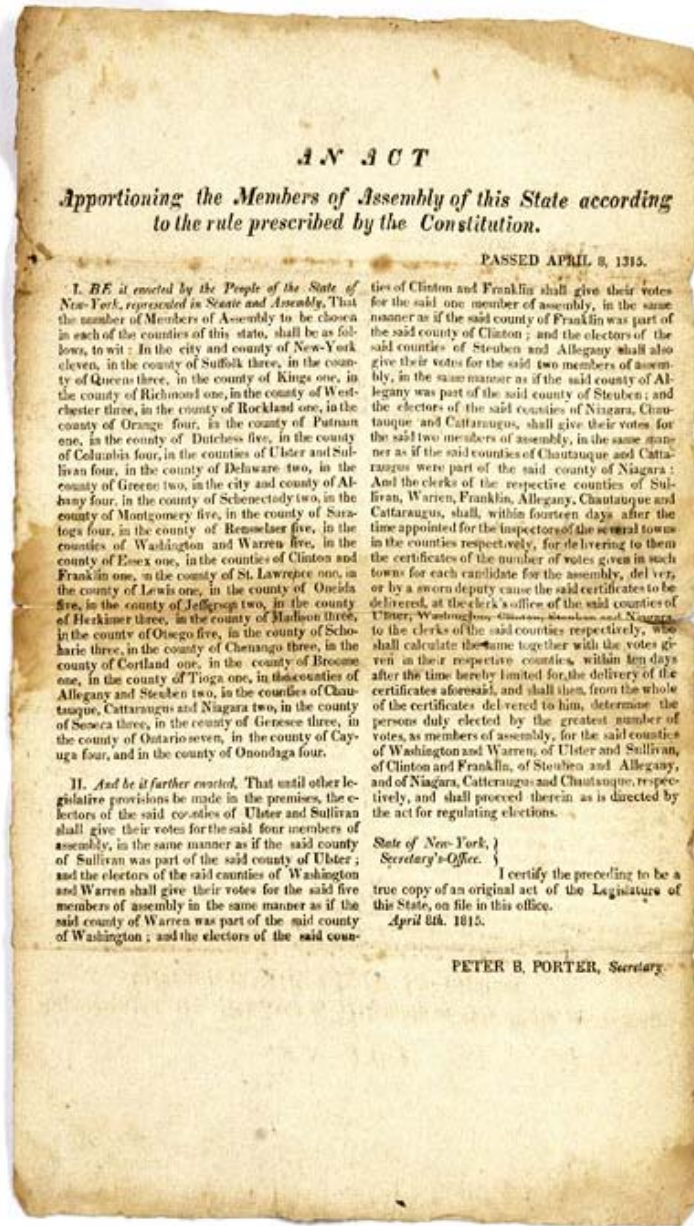 AN ACT
Apportioning the Members of Assembly of this State according
to the rule prescribed by the Constitution.
PASSED APRIL 8, 1315.
I. BE it enacted by the People of the State of
New-York, represented in Senate and Assembly, That
the number of Members of Assembly to be chosen
in each of the counties of this state, shall be as fol-
lows, to wit: In the city and county of New-York
eleven, in the county of Suffolk three, in the coun-
ty of Queens three, in the county of Kings one, in
the county of Richmond one, in the county of West-
chester three, in the county of Rockland one, in the
county of Orange four, in the county of Putnam
one, in the county of Dutchess five, in the county
of Columbia four, in the counties of Ulster and Sul-
livan four, in the county of Delaware two, in the
county of Greene two, in the city and county of Al-
bany four, in the county of Schenectady two, in the
county of Montgomery five, in the county of Sara-
toga four, in the county of Rensselaer five, in the
counties of Washington and Warren five, in the
county of Essex one, in the counties of Clinton and
Franklin one, in the county of St. Lawrence one, in
the county of Lewis one, in the county of Oneida
five, in the county of Jefferson two, in the county
of Herkimer three, in the county of Madison three,
in the county of Otsego five, in the county of Scho-
harie three, in the county of Chenango three, in the
county of Cortland one, in the county of Broome
one, in the county of Tioga one, in the counties of
Allegany and Steuben two, in the counties of Chau-
tauque, Cattaraugus and Niagara two, in the county
of Seneca three, in the county of Genesee three, in
the county of Ontario seven, in the county of Cay-
uga four, and in the county of Onondaga four.
II. And be it further enacted, That until other le-
gislative provisions be made in the premises, the e-
lectors of the said counties of Ulster and Sullivan
shall give their votes for the said four members of
assembly, in the same manner as if the said county
of Sullivan was part of the said county of Ulster;
and the electors of the said counties of Washington
and Warren shall give their votes for the said five
members of assembly in the same manner as if the
said county of Warren was part of the said county
of Washington; and the electors of the said coun-
ties of Clinton and Franklin shall give their votes
for the said one member of assembly, in the same
manner as if the said county of Franklin was part of
the said county of Clinton; and the electors of the
said counties of Steuben and Allegany shall also
give their votes for the said two members of assem-
bly, in the same manner as if the said county of Al-
legany was part of the said county of Steuben; and
the electors of the said counties of Niagara, Chau-
tauque and Cattaraugus, shall give their votes for
the said two members of assembly, in the same man-
ner as if the said counties of Chautauque and Catta-
raugus were part of the said county of Niagara:
And the clerks of the respective counties of Sul-
livan, Warren, Franklin, Allegany, Chautauque and
Cattaraugus, shall, within fourteen days after the
time appointed for the inspectors of the several towns
in the counties respectively, for delivering to them
the certificates of the number of votes given in such
towns for each candidate for the assembly, deliver,
or by a sworn deputy cause the said certificates to be
delivered, at the clerk's office of the said counties of
Ulster, Washington, Clinton, Steuben and Niagara,
to the clerks of the said counties respectively, who
shall calculate the same together with the votes gi-
ven in their respective counties, within ten days
after the time hereby limited for the delivery of the
certificates aforesaid, and shall then, from the whole
of the certificates delivered to him, determine the
persons duly elected by the greatest number of
votes, as members of assembly, for the said counties
of Washington and Warren, of Ulster and Sullivan,
of Clinton and Franklin, of Steuben and Allegany,
and of Niagara, Catteraugus and Chautauque, respec-
tively, and shall proceed therein as is directed by
the act for regulating elections.
State of New-York, }
Secretary's-Office. }
I certify the preceding to be a
true copy of an original act of the Legislature of
this State, on file in this office.
April 8th. 1815.
PETER B. PORTER, Secretary.